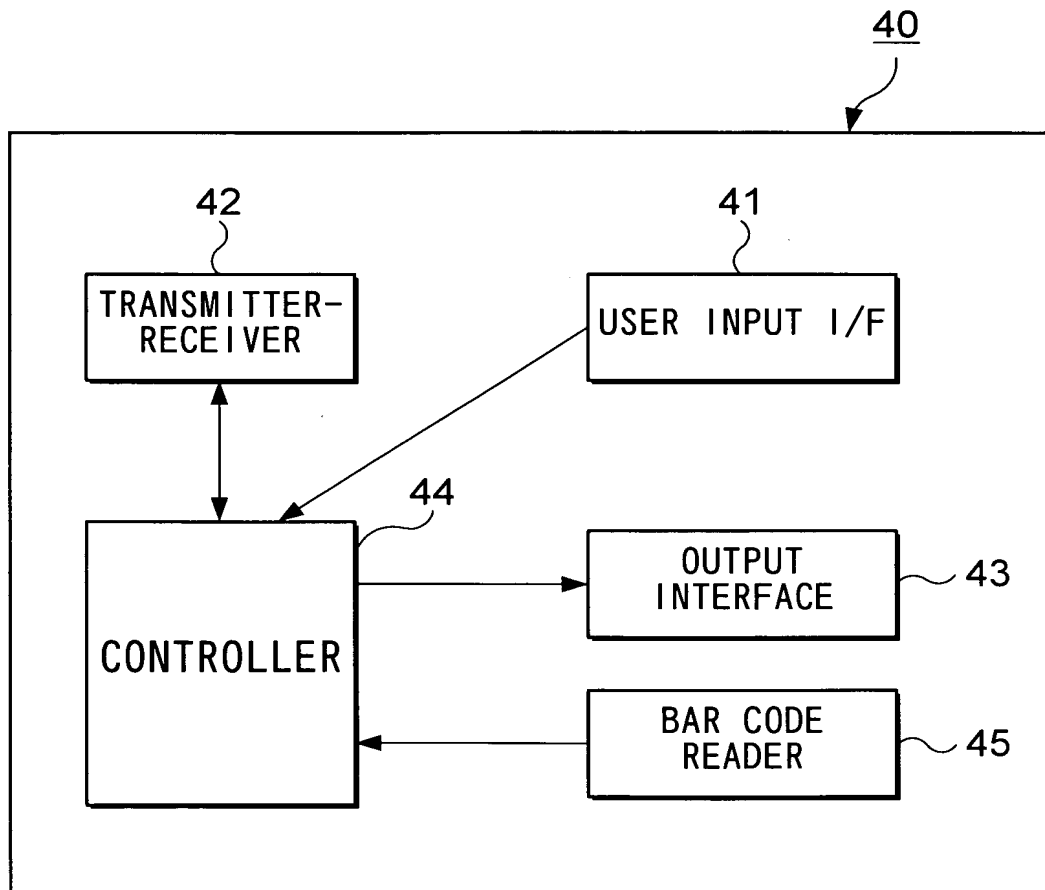 40
42
41
TRANSMITTER-
RECEIVER
USER INPUT I/F
44
CONTROLLER
OUTPUT
INTERFACE
43
BAR CODE
READER
45